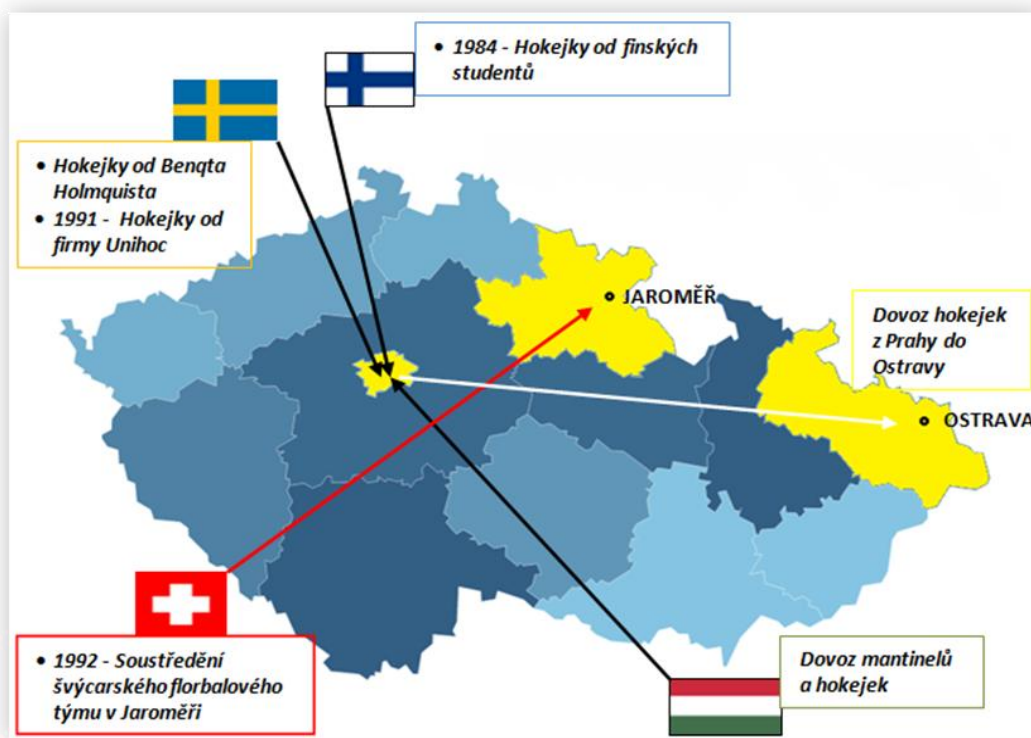 • 1984 - Hokejky od finských
studentů
• Hokejky od Benqta
Holmquista
• 1991 - Hokejky od
firmy Unihoc
JAROMĚŘ
Dovoz hokejek
z Prahy do
Ostravy
OSTRAVA
• 1992 - Soustředění
švýcarského florbalového
týmu v Jaroměři
Dovoz mantinelů
a hokejek